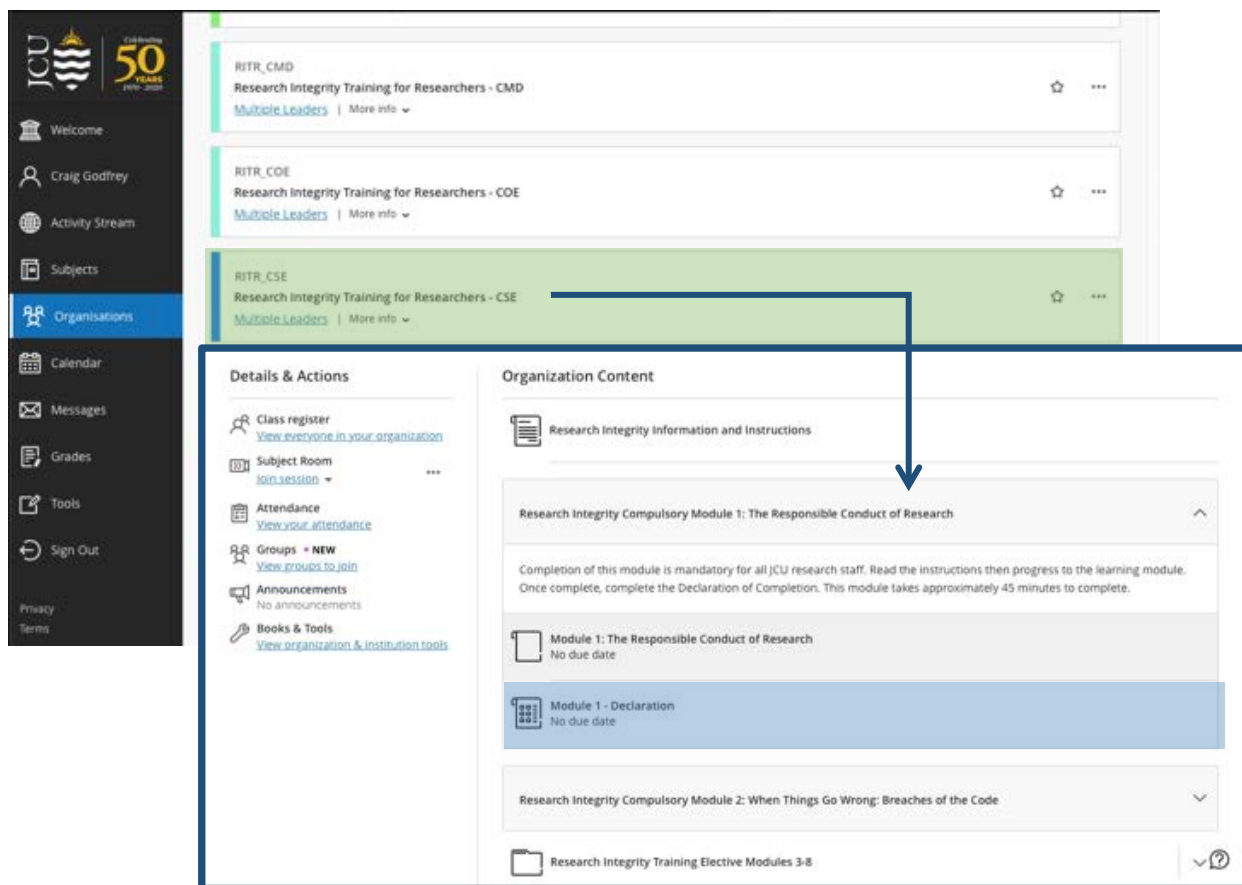 JCU
Celebrating
50
YEARS
1970 - 2020
Welcome
Craig Godfrey
Activity Stream
Subjects
Organisations
Calendar
Messages
Grades
Tools
Sign Out
Privacy
Terms
RITR_CMD
Research Integrity Training for Researchers - CMD
Multiple Leaders | More info
RITR_COE
Research Integrity Training for Researchers - COE
Multiple Leaders | More info
RITR_CSE
Research Integrity Training for Researchers - CSE
Multiple Leaders | More info
Details & Actions
Class register
View everyone in your organization
Subject Room
Join session
Attendance
View your attendance
Groups • NEW
View groups to join
Announcements
No announcements
Books & Tools
View organization & institution tools
Organization Content
Research Integrity Information and Instructions
Research Integrity Compulsory Module 1: The Responsible Conduct of Research
Completion of this module is mandatory for all JCU research staff. Read the instructions then progress to the learning module.
Once complete, complete the Declaration of Completion. This module takes approximately 45 minutes to complete.
Module 1: The Responsible Conduct of Research
No due date
Module 1 - Declaration
No due date
Research Integrity Compulsory Module 2: When Things Go Wrong: Breaches of the Code
Research Integrity Training Elective Modules 3-8